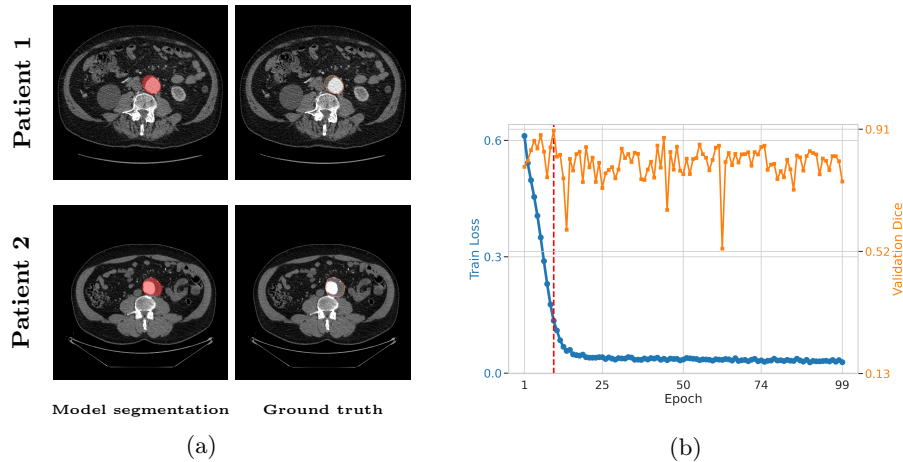 Patient 1
Patient 2
Model segmentation
Ground truth
(a)
0.6
0.3
0.0
Train Loss
0.91
0.52
0.13
Validation Dice
1
25
50
74
99
Epoch
(b)